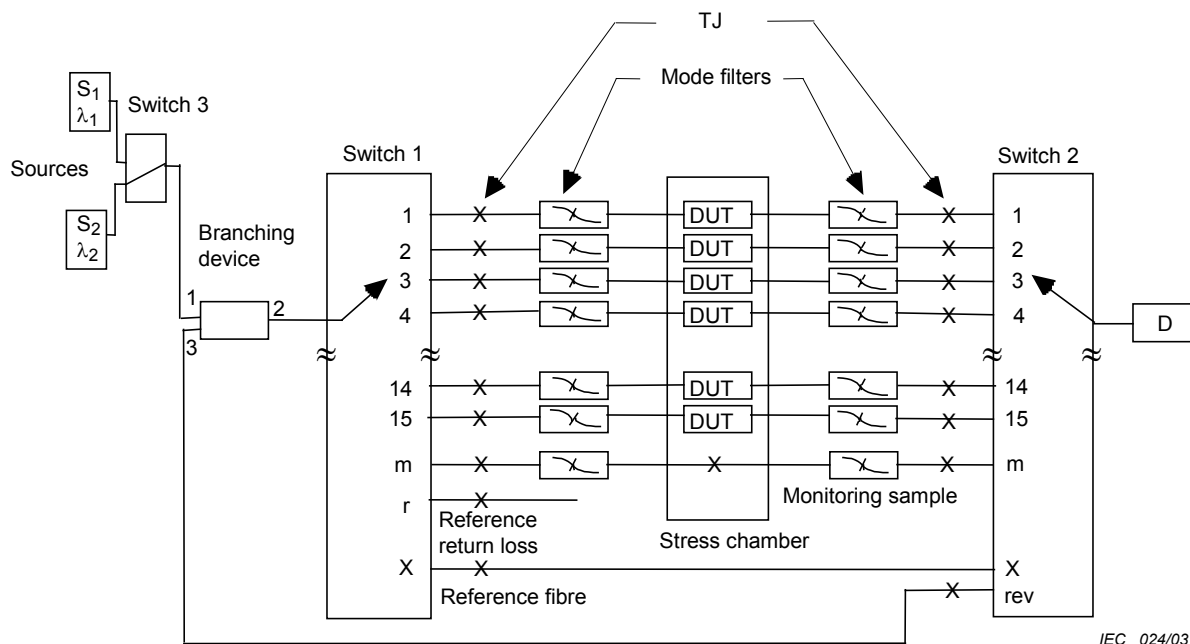 TJ
Mode filters
S1
λ1
Switch 3
Sources
S2
λ2
Branching
device
1
2
3
Switch 1
Switch 2
1
2
3
4
14
15
m
r
X
DUT
DUT
DUT
DUT
DUT
DUT
1
2
3
4
14
15
m
X
rev
D
Monitoring sample
Reference
return loss
Stress chamber
Reference fibre
IEC 024/03